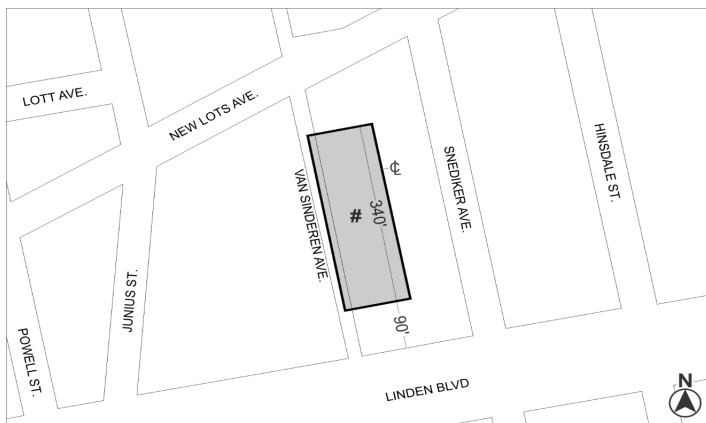 LOTT AVE.
NEW LOTS AVE.
VAN SINDEREN AVE.
SNEDIKER AVE.
HINSDALE ST.
℄
#
340'
90'
JUNIUS ST.
POWELL ST.
LINDEN BLVD
N